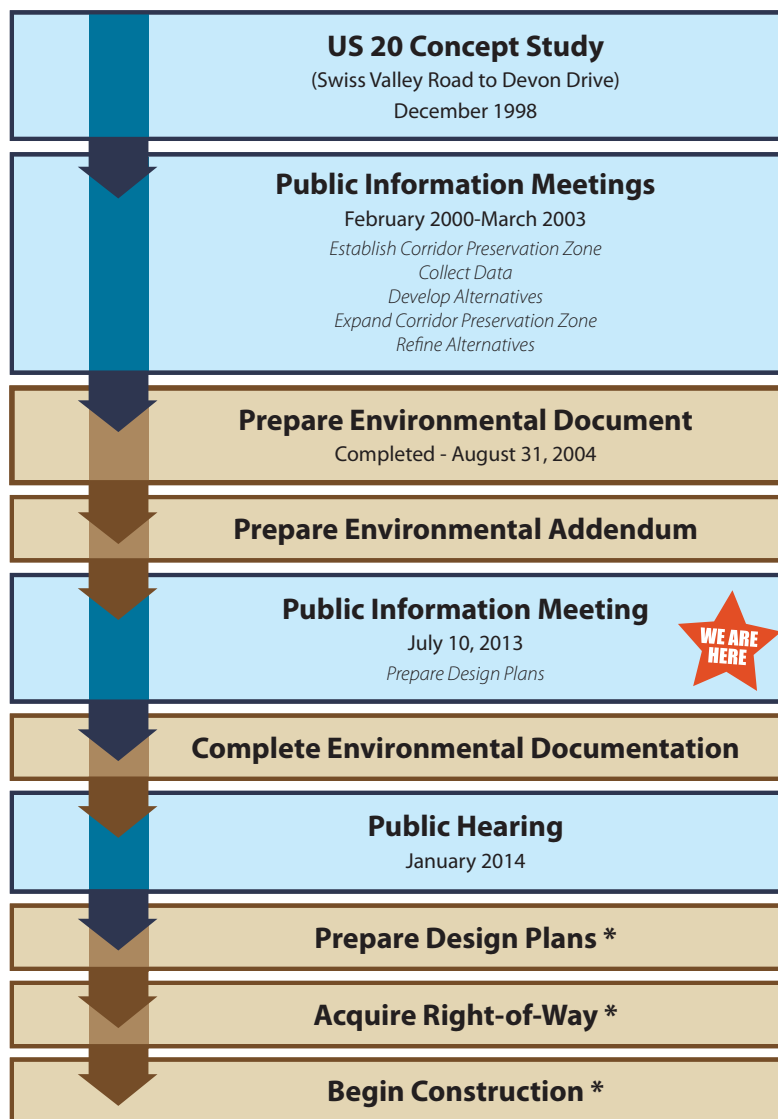 US 20 Concept Study
(Swiss Valley Road to Devon Drive)
December 1998
Public Information Meetings
February 2000-March 2003
Establish Corridor Preservation Zone
Collect Data
Develop Alternatives
Expand Corridor Preservation Zone
Refine Alternatives
Prepare Environmental Document
Completed - August 31, 2004
Prepare Environmental Addendum
Public Information Meeting
July 10, 2013
Prepare Design Plans
WE ARE
HERE
Complete Environmental Documentation
Public Hearing
January 2014
Prepare Design Plans *
Acquire Right-of-Way *
Begin Construction *